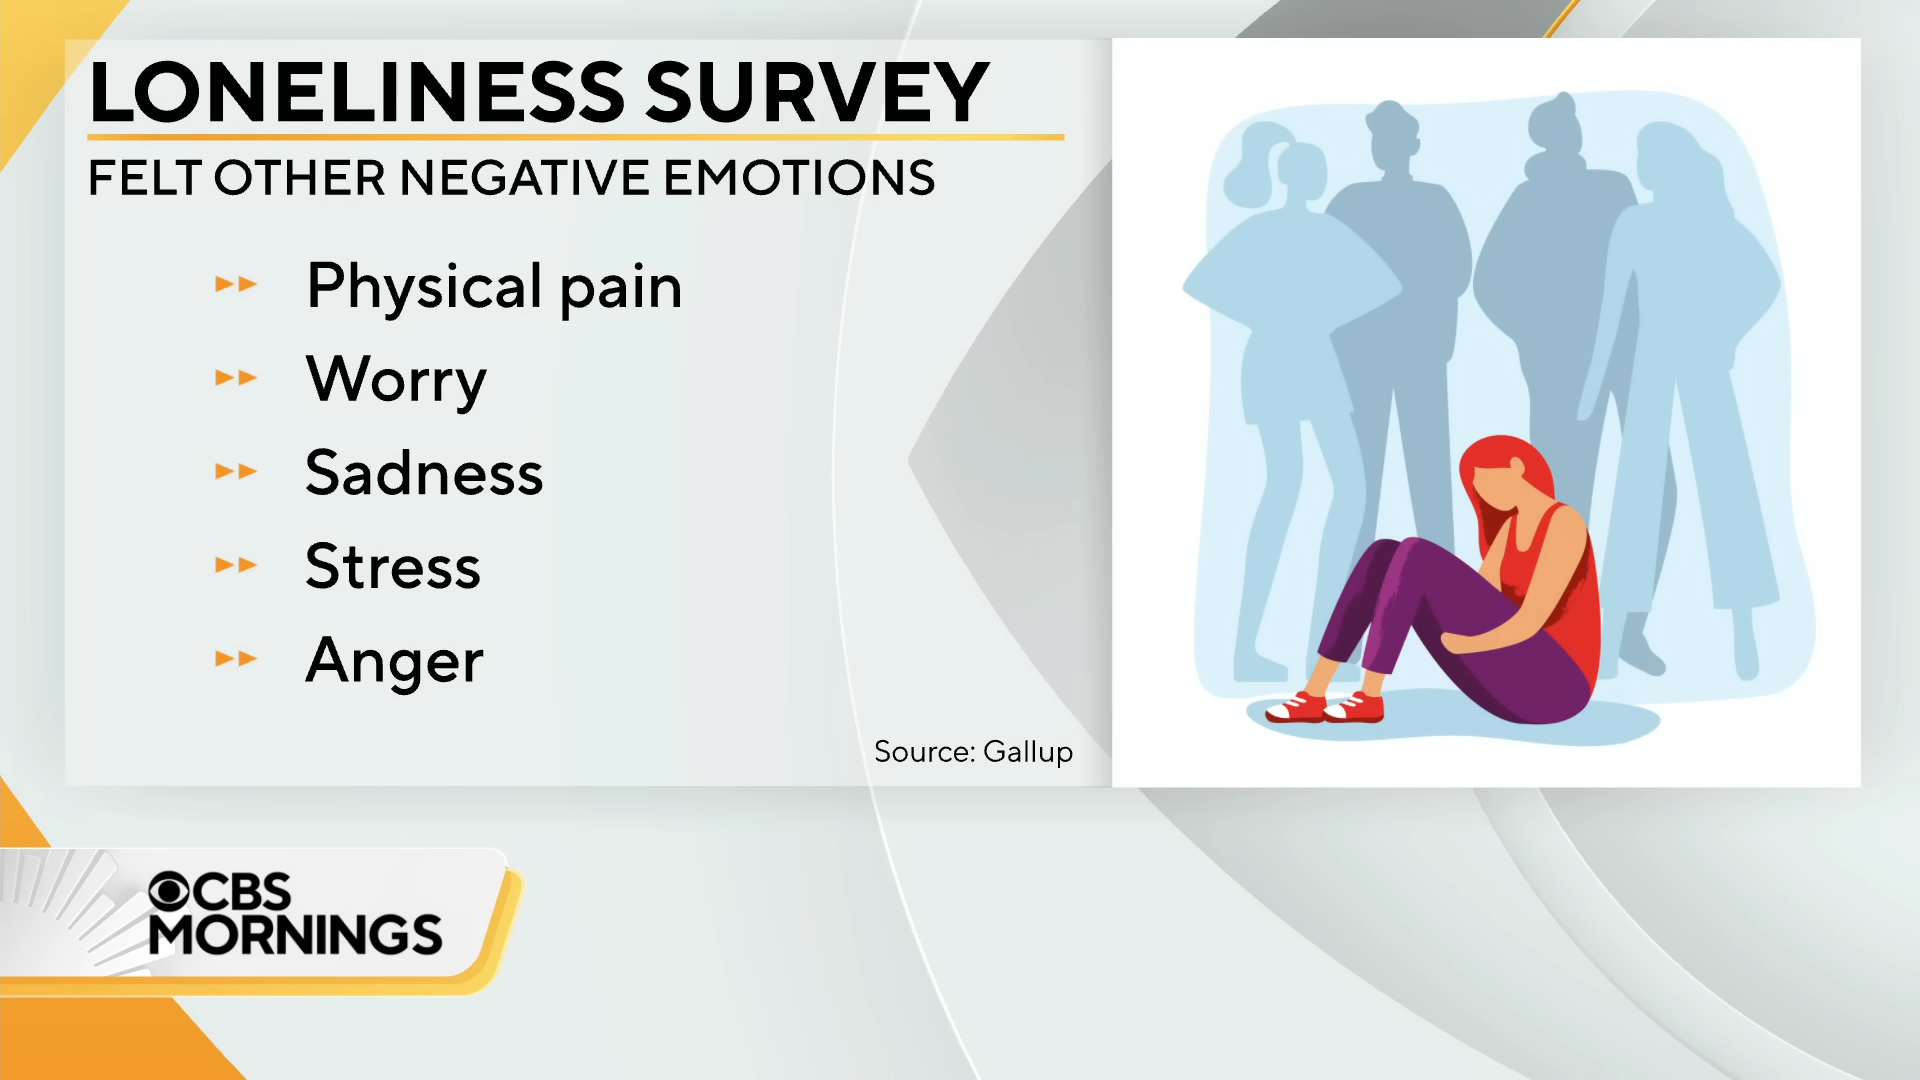 LONELINESS SURVEY
FELT OTHER NEGATIVE EMOTIONS
Physical pain
Worry
Sadness
Stress
Anger
Source: Gallup
CBS
MORNINGS